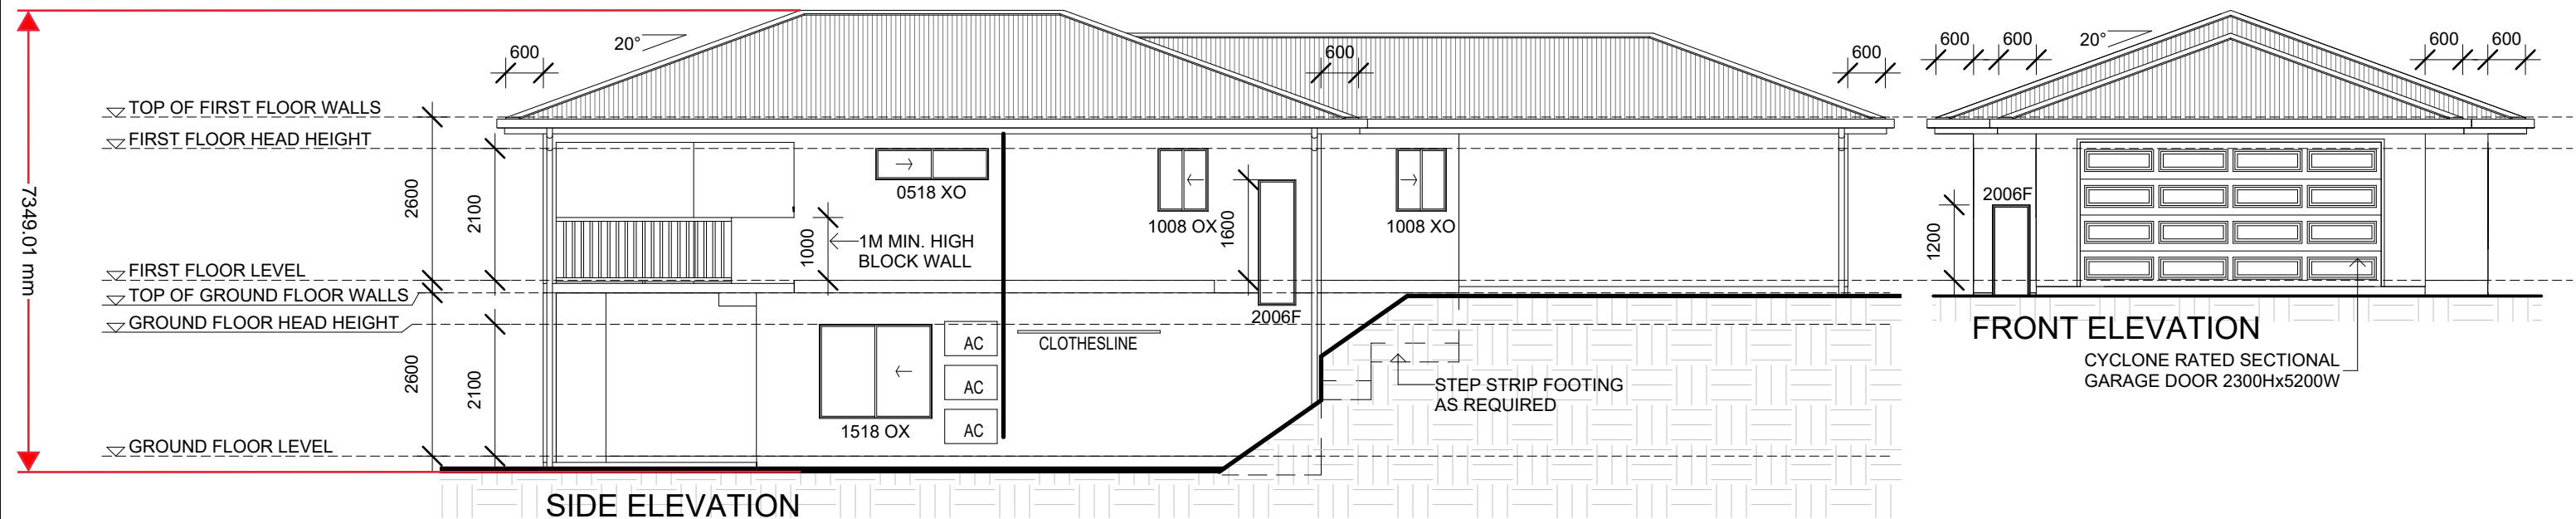 7349.01 mm
600
20°
600
600
TOP OF FIRST FLOOR WALLS
FIRST FLOOR HEAD HEIGHT
FIRST FLOOR LEVEL
TOP OF GROUND FLOOR WALLS
GROUND FLOOR HEAD HEIGHT
GROUND FLOOR LEVEL
2600
2100
2600
2100
1000
1M MIN. HIGH
BLOCK WALL
0518 XO
1008 OX
1600
2006F
1008 XO
1518 OX
AC
AC
AC
CLOTHESLINE
STEP STRIP FOOTING
AS REQUIRED
SIDE ELEVATION
600
600
20°
600
600
2006F
1200
FRONT ELEVATION
CYCLONE RATED SECTIONAL
GARAGE DOOR 2300Hx5200W